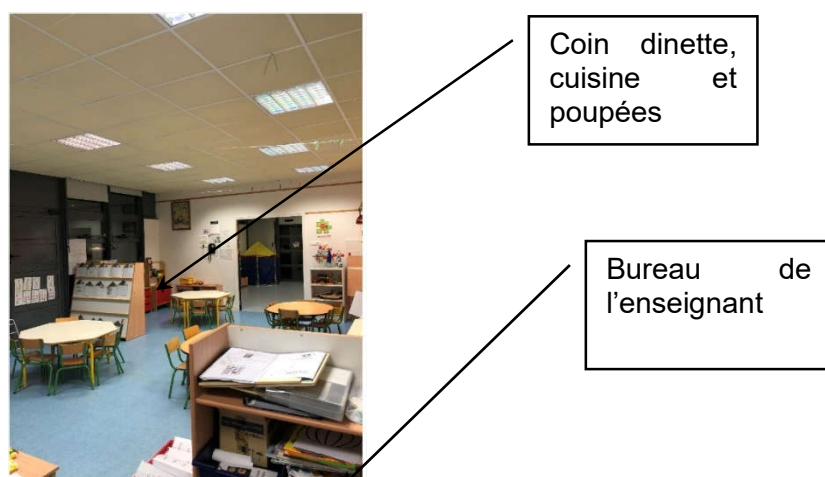 Coin dinette,
cuisine et
poupées
Bureau de
l'enseignant